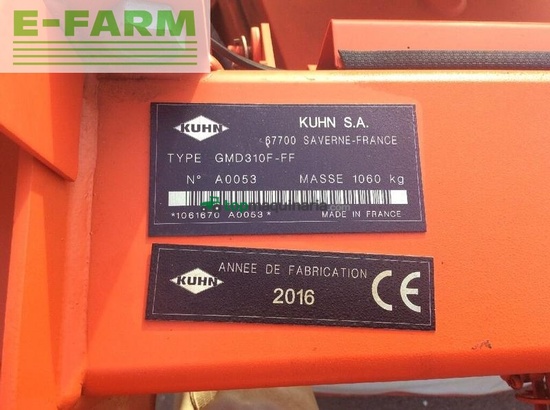 E-FARM
KUHN
KUHN S.A.
67700 SAVERNE-FRANCE
TYPE GMD310F-FF
N° A0053 MASSE 1060 kg
*1061670 A0053* MADE IN FRANCE
KUHN
ANNÉE DE FABRICATION
2016 CE